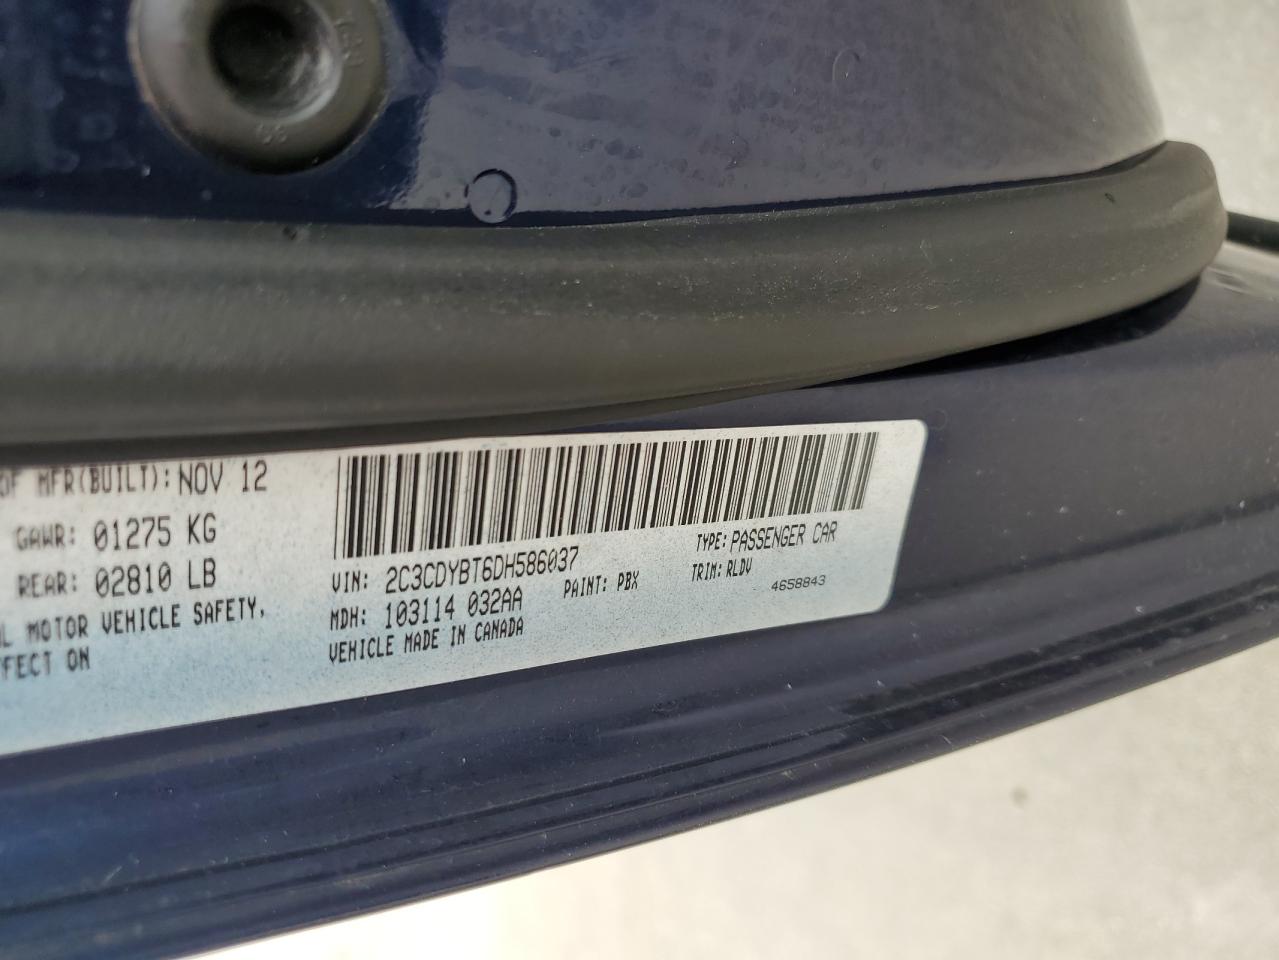 OF MFR(BUILT): NOV 12
GAWR: 01275 KG
REAR: 02810 LB
MOTOR VEHICLE SAFETY,
FFECT ON
VIN: 2C3CDYBT6DH586037
TYPE: PASSENGER CAR
MDH: 103114 032AA
PAINT: PBX
TRIM: RLDV
VEHICLE MADE IN CANADA
4658843